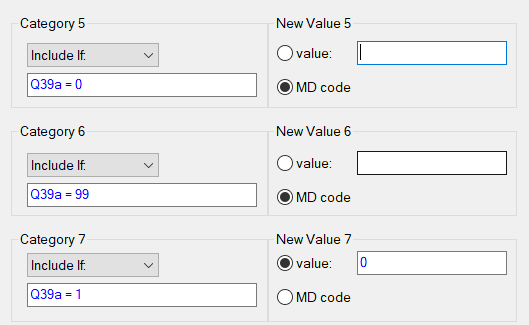 Category 5
New Value 5
Include If:
value:
Q39a = 0
MD code
Category 6
New Value 6
Include If:
value:
Q39a = 99
MD code
Category 7
New Value 7
Include If:
value: 0
Q39a = 1
MD code